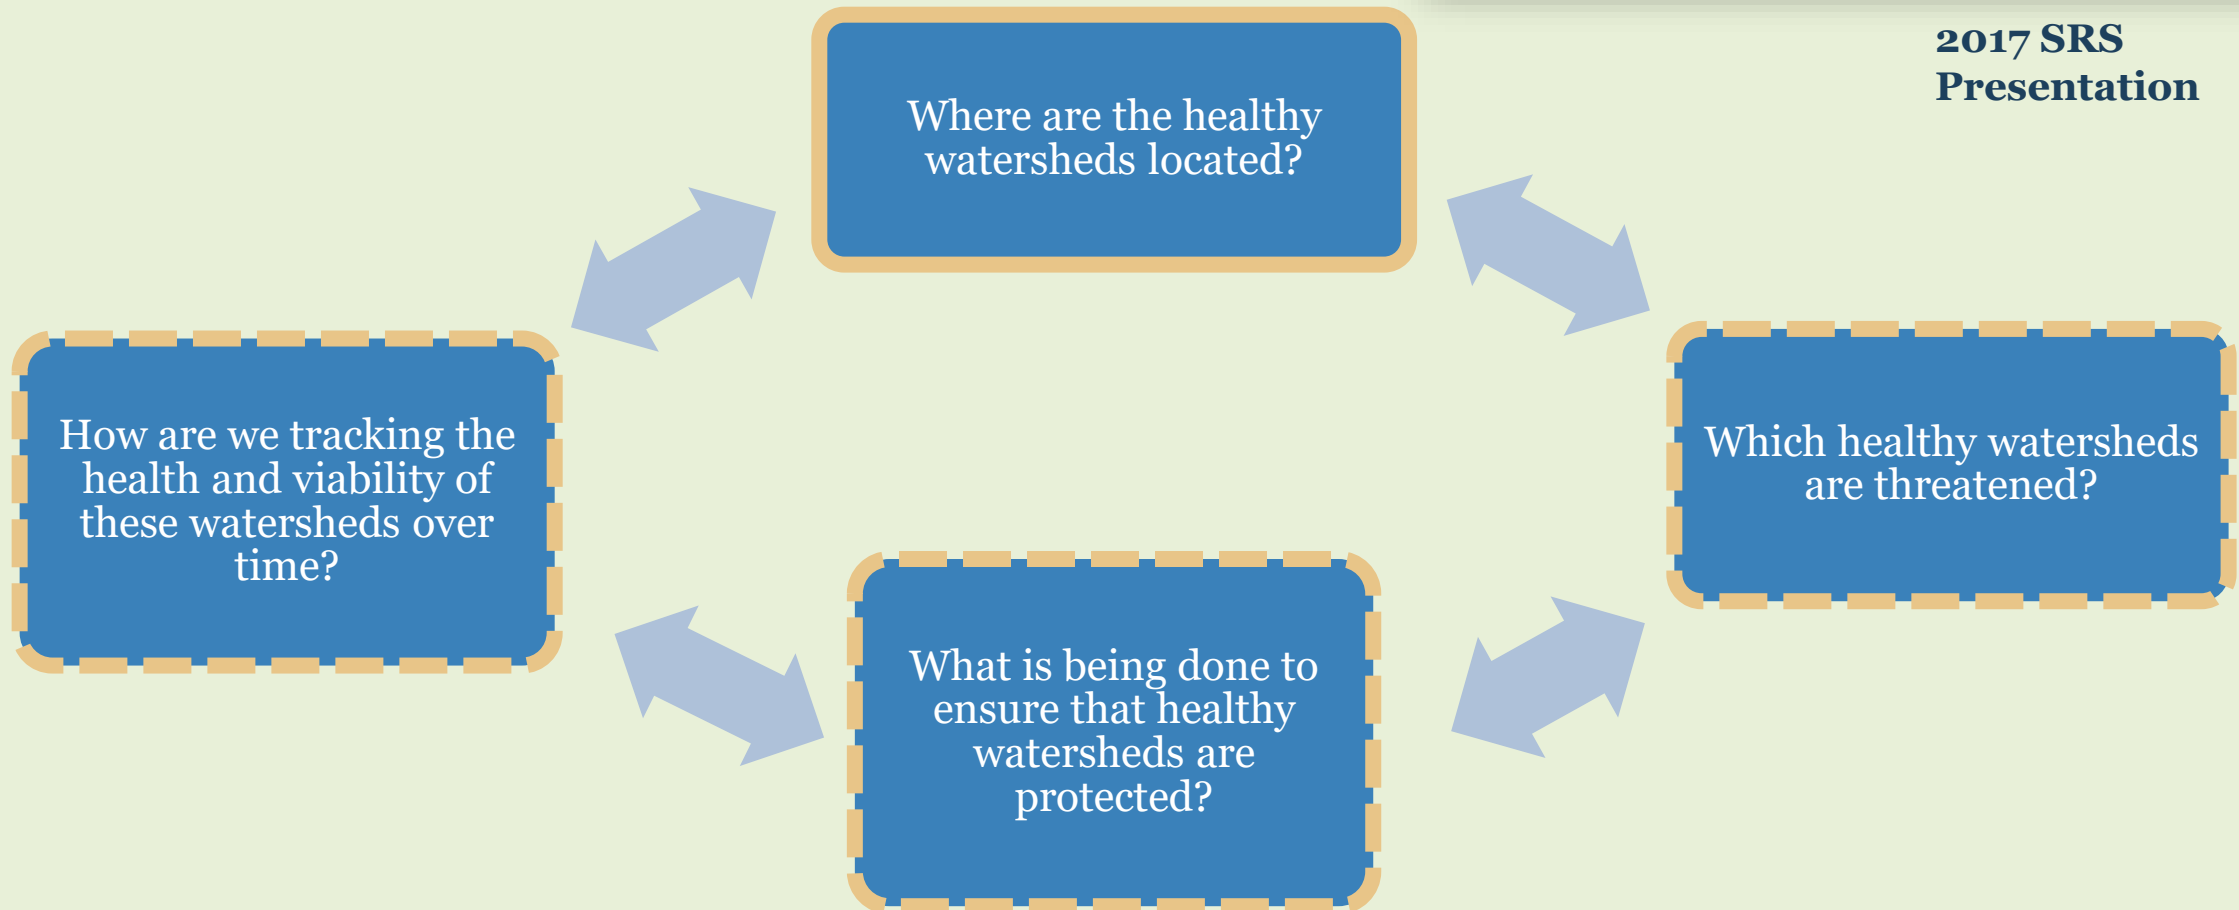 2017 SRS
Presentation
Where are the healthy
watersheds located?
Which healthy watersheds
are threatened?
What is being done to
ensure that healthy
watersheds are
protected?
How are we tracking the
health and viability of
these watersheds over
time?